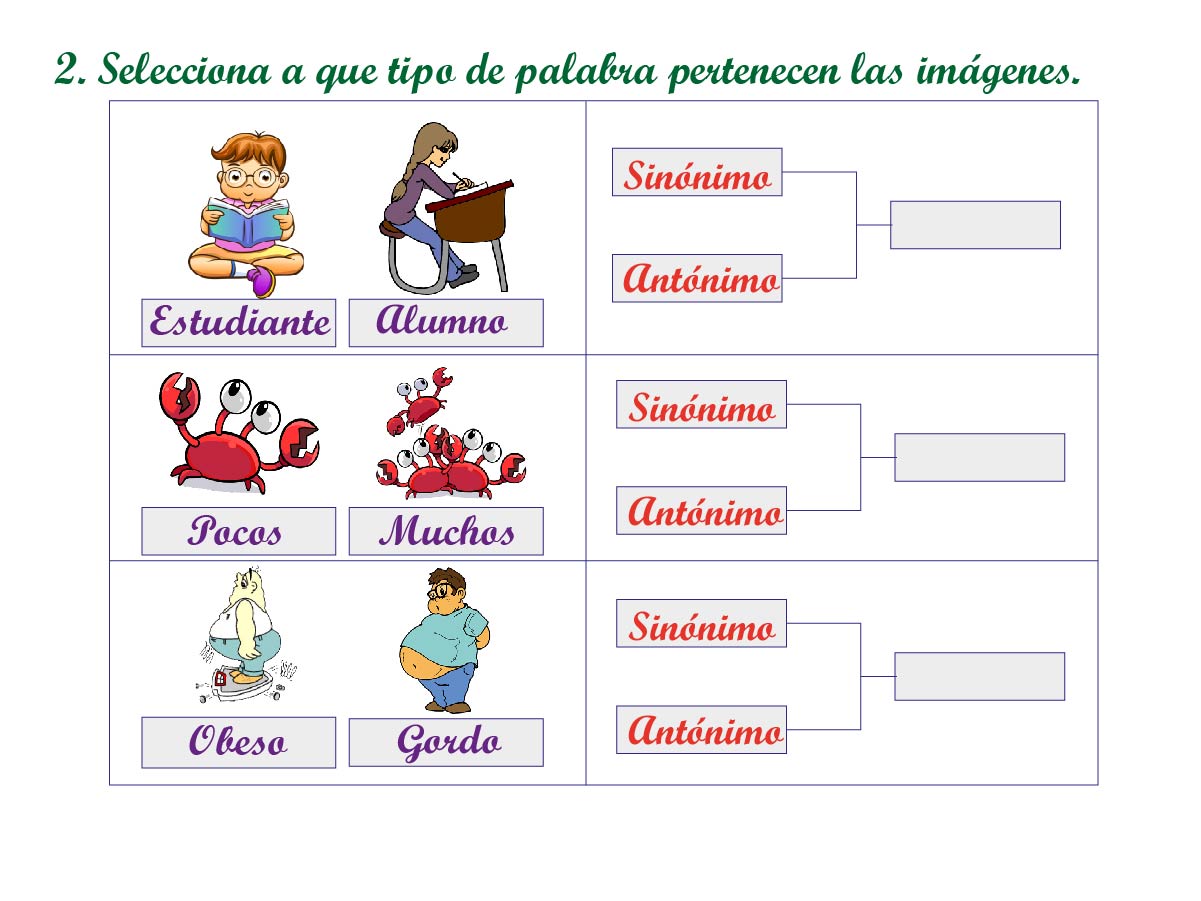 2. Selecciona a que tipo de palabra pertenecen las imágenes.
Estudiante
Alumno
Sinónimo
Antónimo
Pocos
Muchos
Sinónimo
Antónimo
Obeso
Gordo
Sinónimo
Antónimo